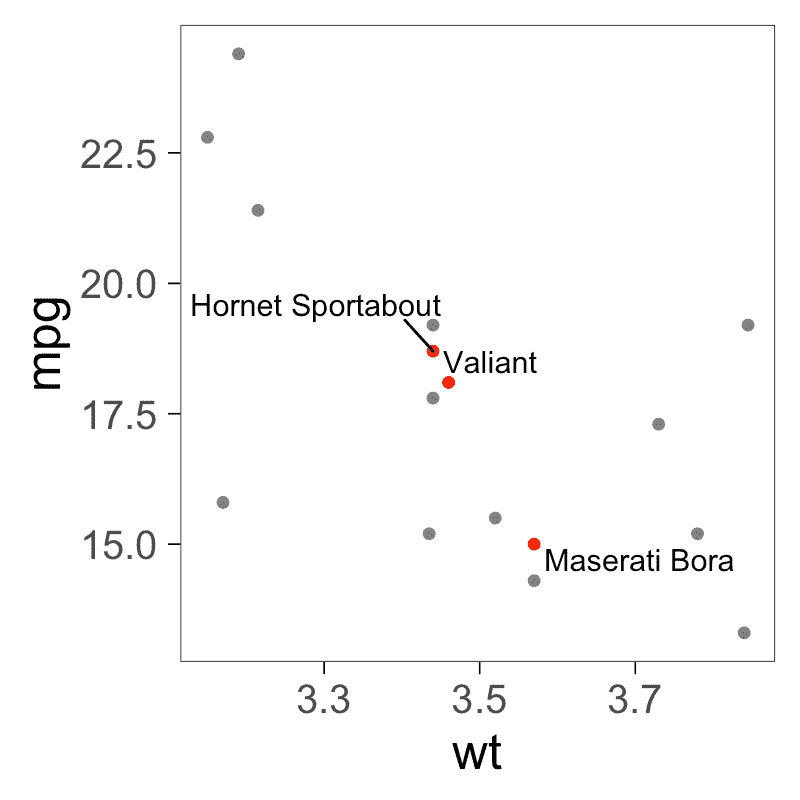 22.5
20.0
Hornet Sportabout
mpg
Valiant
17.5
15.0
Maserati Bora
3.3 3.5 3.7
wt